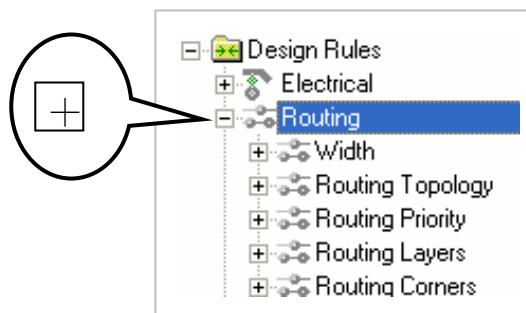 Design Rules
Electrical
Routing
Width
Routing Topology
Routing Priority
Routing Layers
Routing Corners